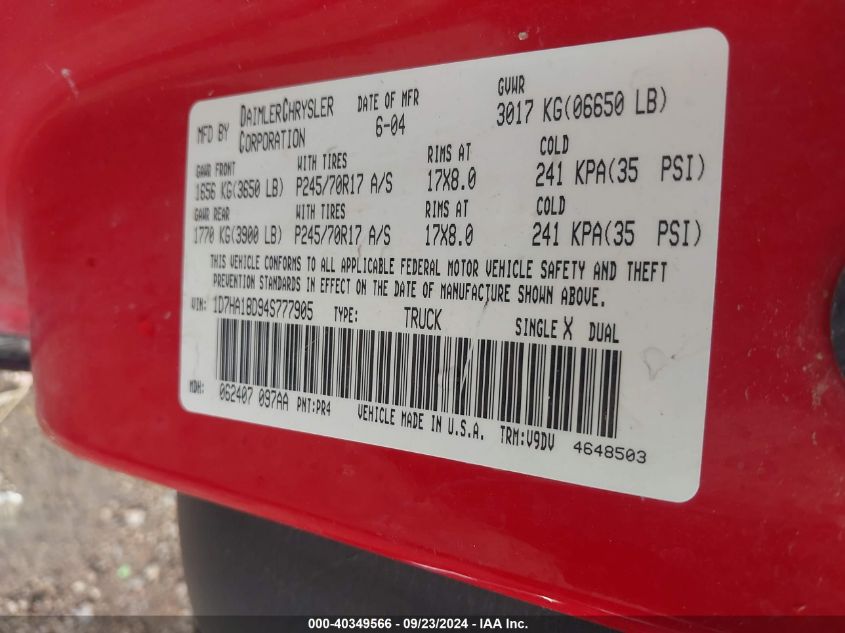 MFD BY DAIMLERCHRYSLER CORPORATION DATE OF MFR 6-04 GVWR 3017 KG(06650 LB)
GAWR FRONT WITH TIRES RIMS AT COLD
1656 KG(3650 LB) P245/70R17 A/S 17X8.0 241 KPA(35 PSI)
GAWR REAR WITH TIRES RIMS AT COLD
1770 KG(3900 LB) P245/70R17 A/S 17X8.0 241 KPA(35 PSI)
THIS VEHICLE CONFORMS TO ALL APPLICABLE FEDERAL MOTOR VEHICLE SAFETY AND THEFT
PREVENTION STANDARDS IN EFFECT ON THE DATE OF MANUFACTURE SHOWN ABOVE.
VIN: 1D7HA18D94S777905 TYPE: TRUCK SINGLE X DUAL
MDH: 062407 097AA PNT:PR4 VEHICLE MADE IN U.S.A. TRM:V9DV 4648503
000-40349566 - 09/23/2024 - IAA Inc.